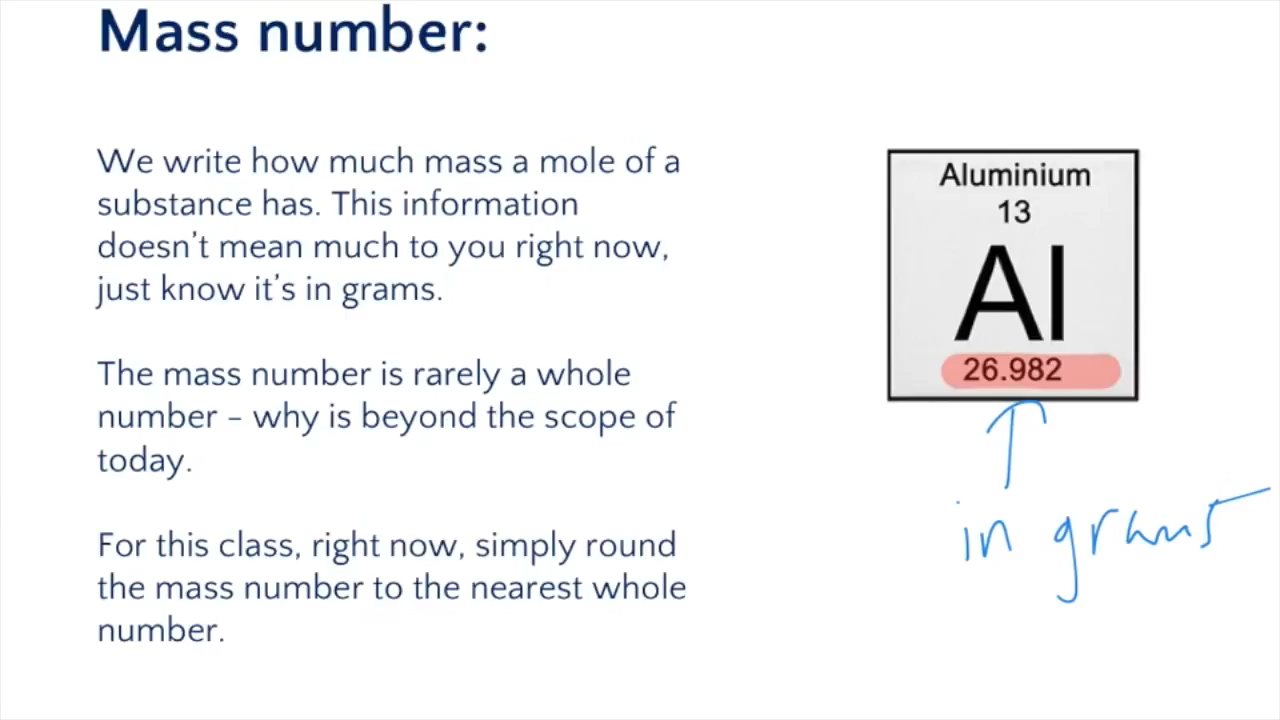 Mass number:
We write how much mass a mole of a
substance has. This information
doesn't mean much to you right now,
just know it's in grams.
The mass number is rarely a whole
number – why is beyond the scope of
today.
For this class, right now, simply round
the mass number to the nearest whole
number.
Aluminium
13
Al
26.982
in grams